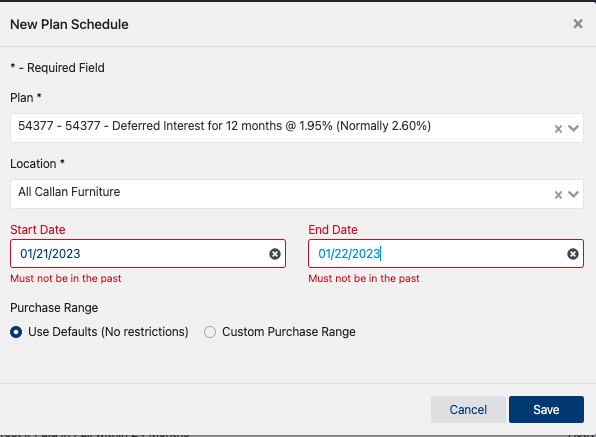 New Plan Schedule ×
* - Required Field
Plan *
54377 - 54377 - Deferred Interest for 12 months @ 1.95% (Normally 2.60%)
Location *
All Callan Furniture
Start Date End Date
01/21/2023 01/22/2023
Must not be in the past Must not be in the past
Purchase Range
Use Defaults (No restrictions) Custom Purchase Range
Cancel Save